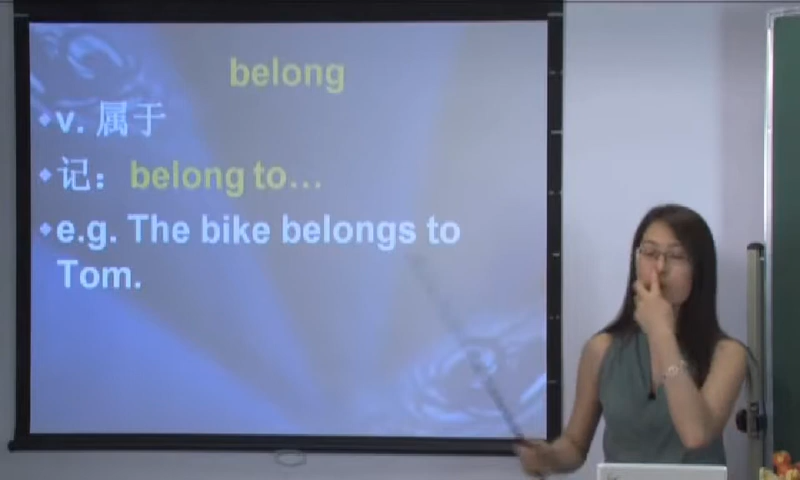 belong
v. 属于
记：belong to…
e.g. The bike belongs to
Tom.